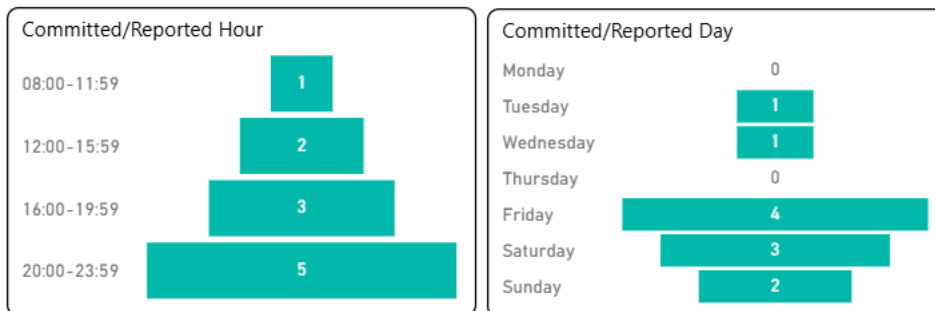 Committed/Reported Hour
08:00-11:59 1
12:00-15:59 2
16:00-19:59 3
20:00-23:59 5
Committed/Reported Day
Monday 0
Tuesday 1
Wednesday 1
Thursday 0
Friday 4
Saturday 3
Sunday 2